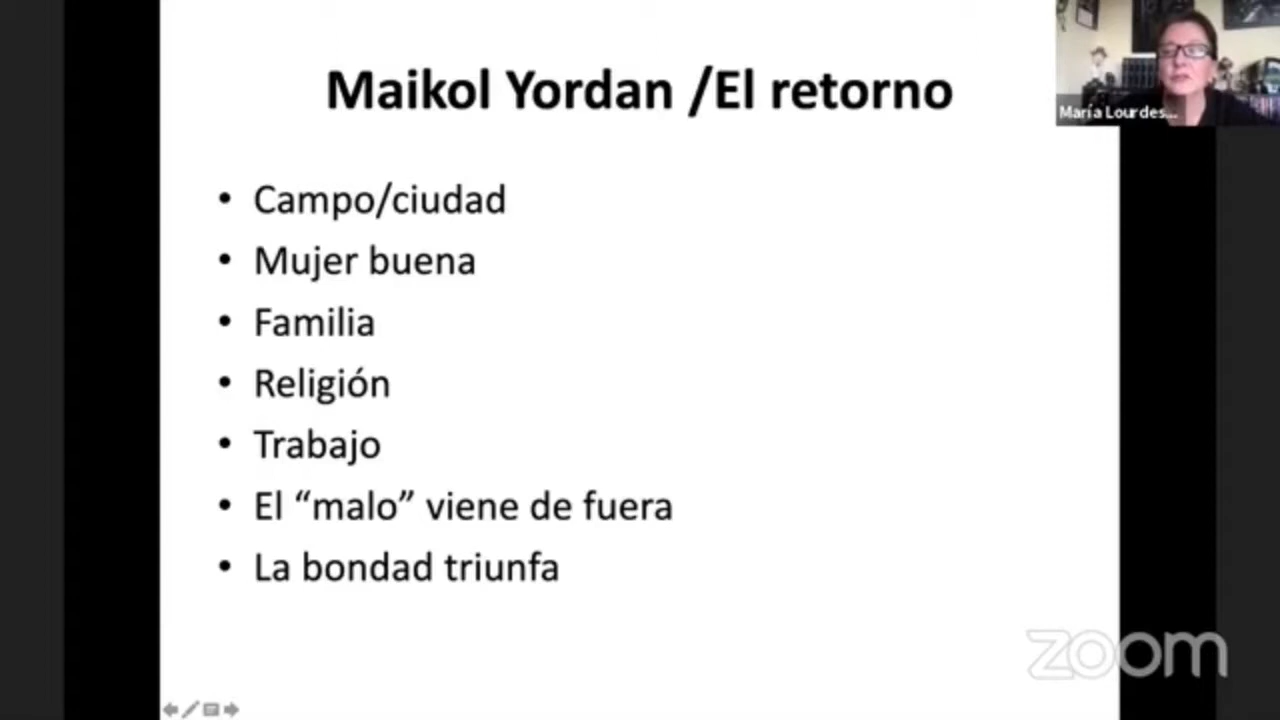 Maikol Yordan /El retorno
María Lourdes...
• Campo/ciudad
• Mujer buena
• Familia
• Religión
• Trabajo
• El “malo” viene de fuera
• La bondad triunfa
zoom